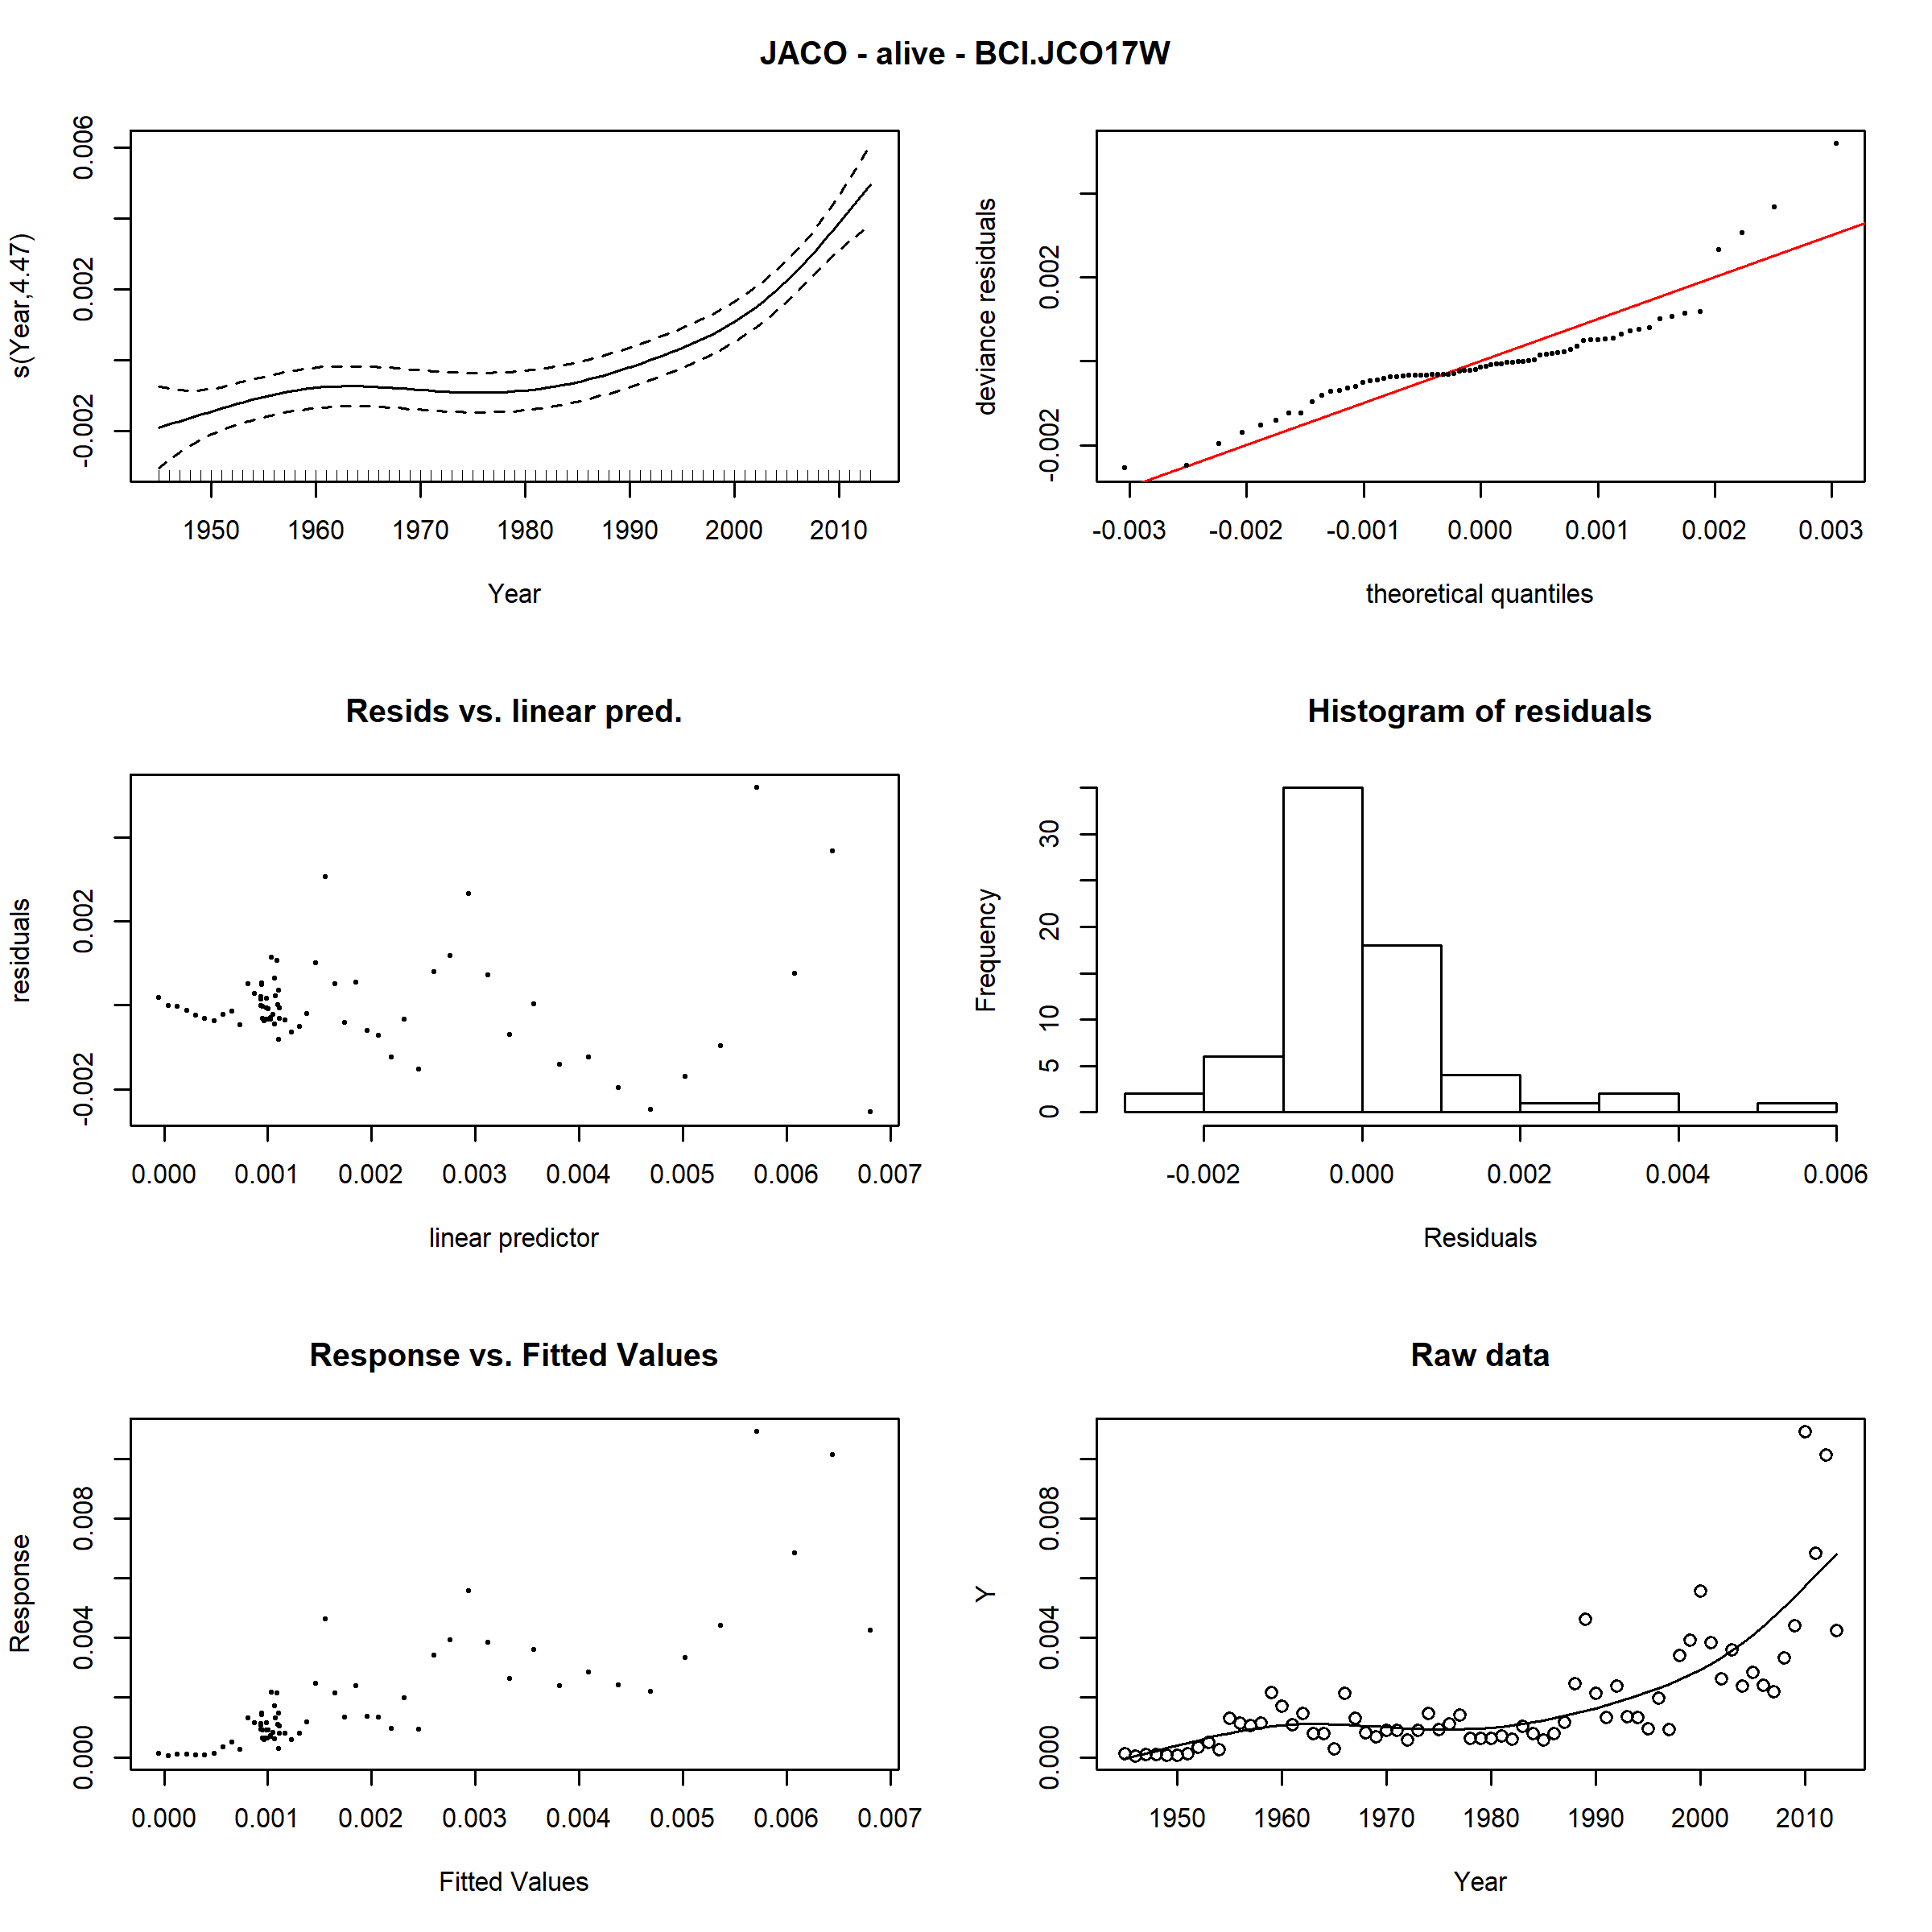 JACO - alive - BCI.JCO17W
s(Year,4.47)
-0.002 0.002 0.006
1950 1960 1970 1980 1990 2000 2010
Year
deviance residuals
-0.002 0.002
-0.003 -0.002 -0.001 0.000 0.001 0.002 0.003
theoretical quantiles
Resids vs. linear pred.
residuals
-0.002 0.002
0.000 0.001 0.002 0.003 0.004 0.005 0.006 0.007
linear predictor
Histogram of residuals
Frequency
0 5 10 20 30
-0.002 0.000 0.002 0.004 0.006
Residuals
Response vs. Fitted Values
Response
0.000 0.004 0.008
0.000 0.001 0.002 0.003 0.004 0.005 0.006 0.007
Fitted Values
Raw data
Y
0.000 0.004 0.008
1950 1960 1970 1980 1990 2000 2010
Year